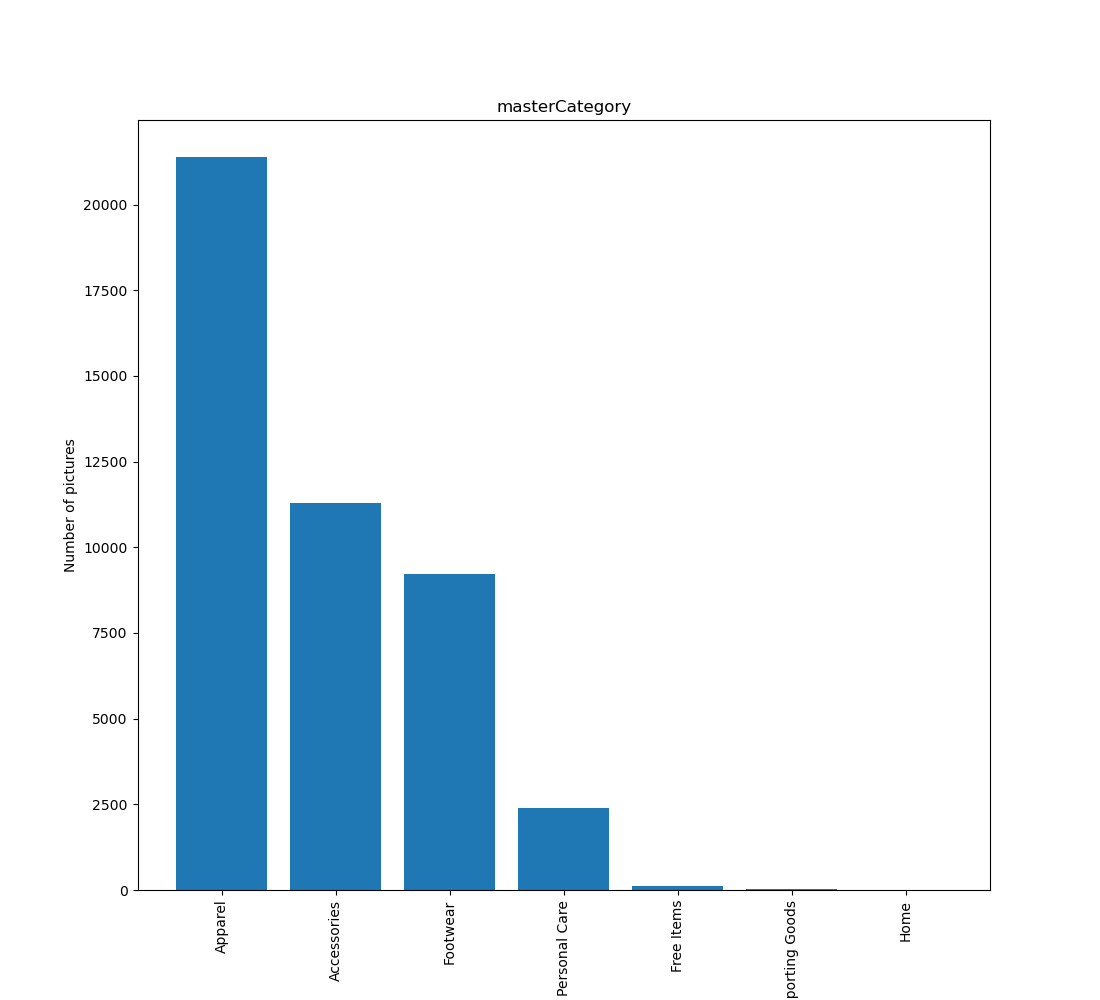 masterCategory
Number of pictures
20000
17500
15000
12500
10000
7500
5000
2500
0
Apparel
Accessories
Footwear
Personal Care
Free Items
porting Goods
Home